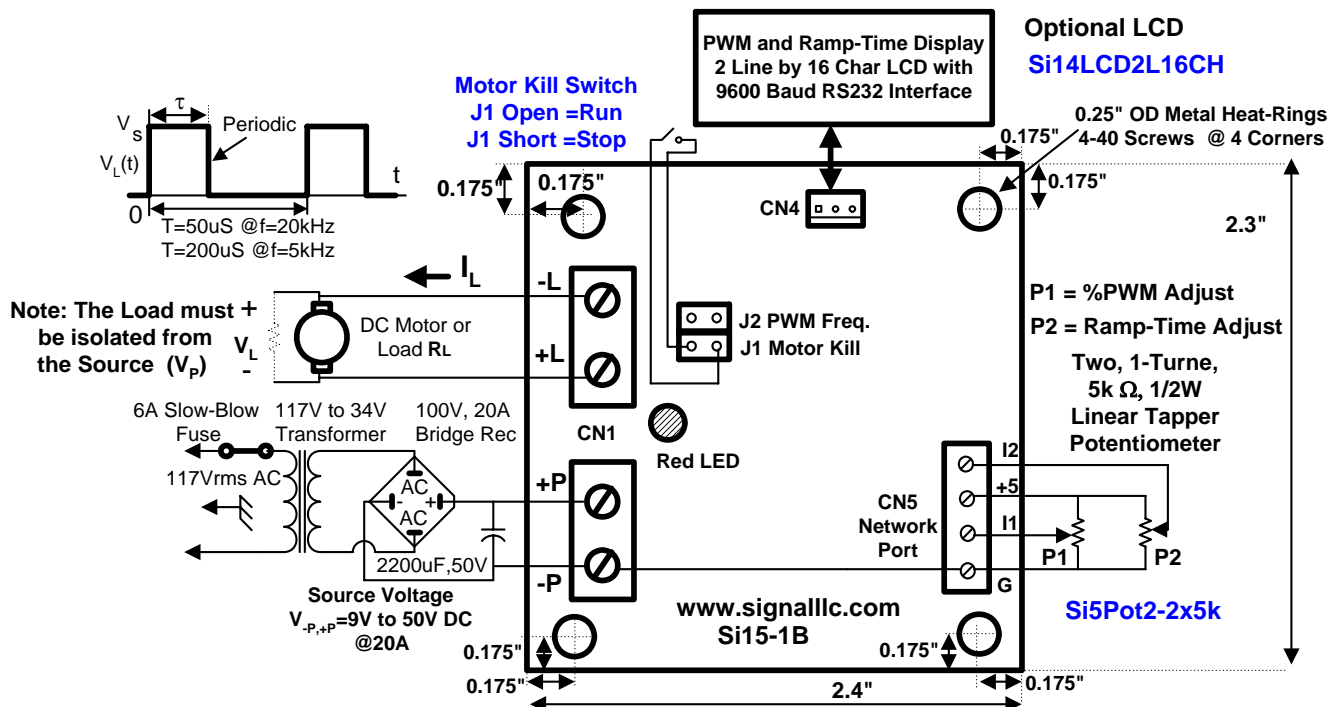 PWM and Ramp-Time Display
2 Line by 16 Char LCD with
9600 Baud RS232 Interface
Optional LCD
Si14LCD2L16CH
Motor Kill Switch
J1 Open =Run
J1 Short =Stop
0.25" OD Metal Heat-Rings
4-40 Screws @ 4 Corners
τ
Periodic
VS
VL(t)
t
0
T=50uS @f=20kHz
T=200uS @f=5kHz
0.175"
0.175"
0.175"
0.175"
CN4
2.3"
IL
-L
+L
Note: The Load must
be isolated from
the Source (VP)
+
VL
-
DC Motor or
Load RL
J2 PWM Freq.
J1 Motor Kill
P1 = %PWM Adjust
P2 = Ramp-Time Adjust
Two, 1-Turne,
5k Ω, 1/2W
Linear Tapper
Potentiometer
6A Slow-Blow
Fuse
117V to 34V
Transformer
100V, 20A
Bridge Rec
CN1
Red LED
117Vrms AC
AC
-
+
AC
2200uF,50V
+P
-P
CN5
Network
Port
I2
+5
I1
G
P1
P2
Source Voltage
V-P,+P=9V to 50V DC
@20A
www.signalllc.com
Si15-1B
Si5Pot2-2x5k
0.175"
0.175"
0.175"
0.175"
2.4"